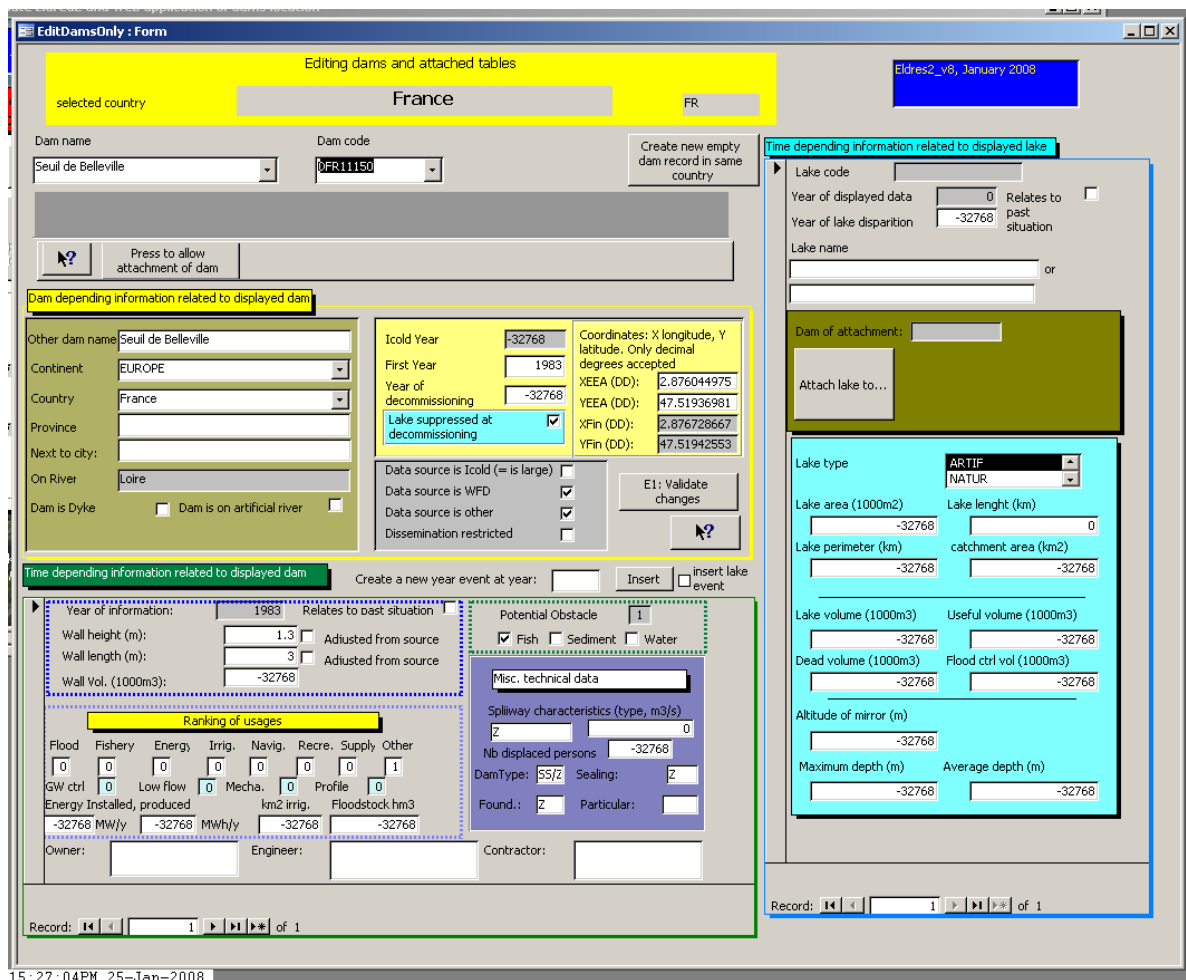 EditDamsOnly : Form
Editing dams and attached tables
Eldres2_v8, January 2008
selected country France FR
Dam name Dam code
Seuil de Belleville DFR11150
Create new empty
dam record in same
country
Press to allow
attachment of dam
Dam depending information related to displayed dam
Other dam name Seuil de Belleville
Continent EUROPE
Country France
Province
Next to city:
On River Loire
Dam is Dyke Dam is on artificial river
Icold Year -32768
First Year 1983
Year of
decommissioning -32768
Lake suppressed at
decommissioning
Coordinates: X longitude, Y
latitude. Only decimal
degrees accepted
XEEA (DD): 2.876044975
YEEA (DD): 47.51936981
XFin (DD): 2.876728667
YFin (DD): 47.51942553
Data source is Icold (= is large)
Data source is WFD
Data source is other
Dissemination restricted
E1: Validate
changes
Time depending information related to displayed dam
Create a new year event at year: Insert insert lake
event
Year of information: 1983 Relates to past situation
Wall height (m): 1.3 Adjusted from source
Wall length (m): 3 Adjusted from source
Wall Vol. (1000m3): -32768
Potential Obstacle 1
Fish Sediment Water
Ranking of usages
Flood Fishery Energy Irrig. Navig. Recre. Supply Other
0 0 0 0 0 0 0 1
GW ctrl 0 Low flow 0 Mecha. 0 Profile 0
Energy Installed, produced km2 irrig. Floodstock hm3
-32768 MW/y -32768 MWh/y -32768 -32768
Misc. technical data
Spliiway characteristics (type, m3/s)
Z 0
Nb displaced persons -32768
DamType: SS/Z Sealing: Z
Found.: Z Particular:
Owner: Engineer: Contractor:
Record: 1 of 1
Time depending information related to displayed lake
Lake code
Year of displayed data 0 Relates to
past
situation
Year of lake disparition -32768
Lake name
or
Dam of attachment:
Attach lake to...
Lake type ARTIF
NATUR
Lake area (1000m2) Lake lenght (km)
-32768 0
Lake perimeter (km) catchment area (km2)
-32768 -32768
Lake volume (1000m3) Useful volume (1000m3)
-32768 -32768
Dead volume (1000m3) Flood ctrl vol (1000m3)
-32768 -32768
Altitude of mirror (m)
-32768
Maximum depth (m) Average depth (m)
-32768 -32768
Record: 1 of 1
15:27:04PM 25-Jan-2008